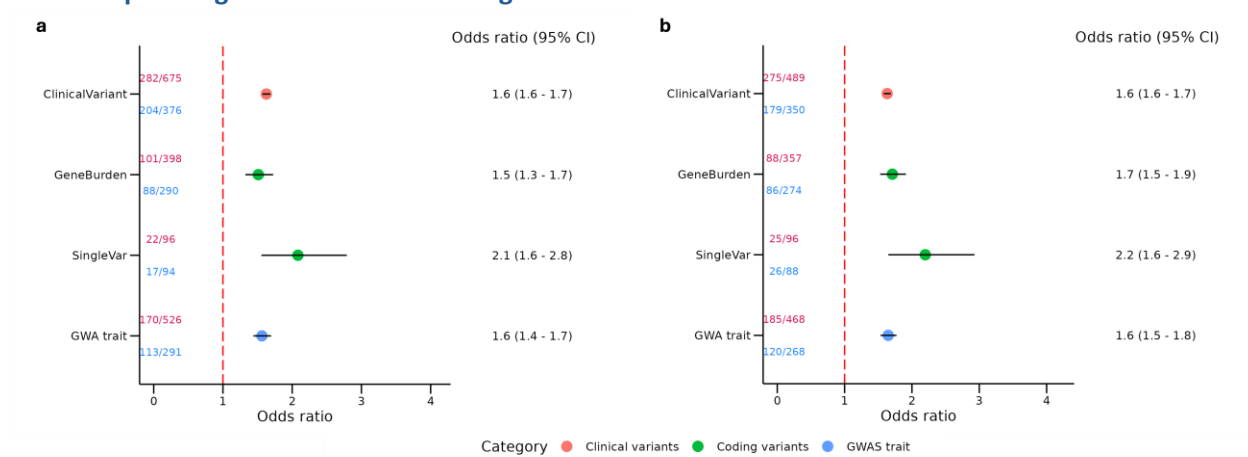 a
Odds ratio (95% CI)
282/675
ClinicalVariant
204/376
1.6 (1.6 - 1.7)
101/398
GeneBurden
88/290
1.5 (1.3 - 1.7)
22/96
SingleVar
17/94
2.1 (1.6 - 2.8)
170/526
GWA trait
113/291
1.6 (1.4 - 1.7)
0 1 2 3 4
Odds ratio
b
Odds ratio (95% CI)
275/489
ClinicalVariant
179/350
1.6 (1.6 - 1.7)
88/357
GeneBurden
86/274
1.7 (1.5 - 1.9)
25/96
SingleVar
26/88
2.2 (1.6 - 2.9)
185/468
GWA trait
120/268
1.6 (1.5 - 1.8)
0 1 2 3 4
Odds ratio
Category Clinical variants Coding variants GWAS trait